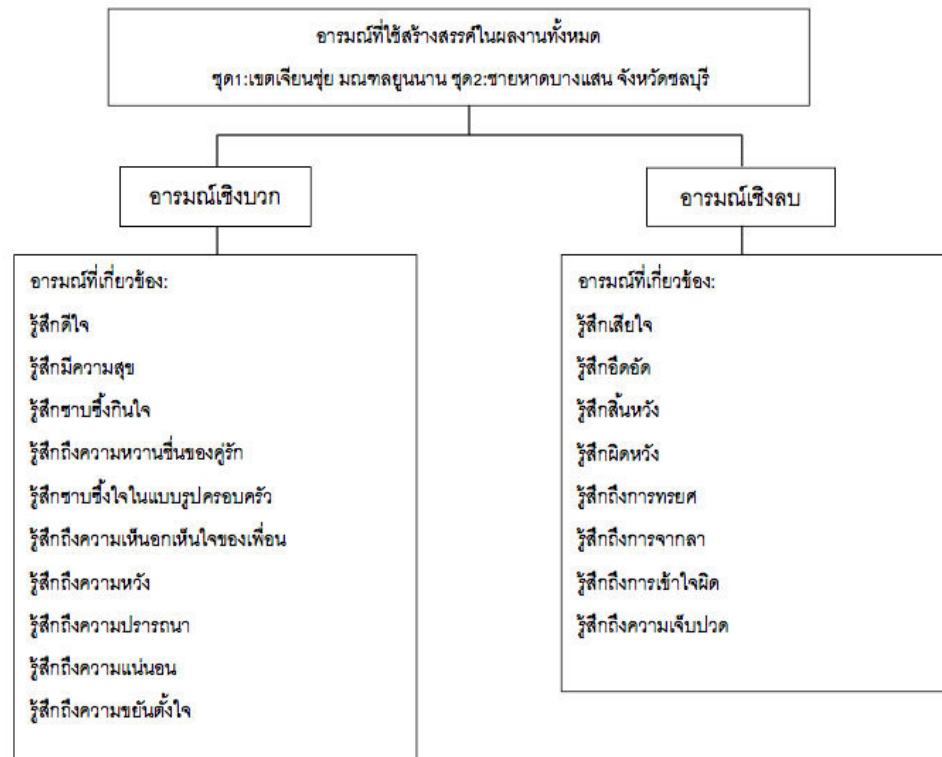 อารมณ์ที่ใช้สร้างสรรค์ในผลงานทั้งหมด
ชุด1:เขตเจียนชุ่ย มณฑลยูนนาน ชุด2:ชายหาดบางแสน จังหวัดชลบุรี
อารมณ์เชิงบวก
อารมณ์ที่เกี่ยวข้อง:
รู้สึกดีใจ
รู้สึกมีความสุข
รู้สึกซาบซึ้งกินใจ
รู้สึกถึงความหวานชื่นของคู่รัก
รู้สึกซาบซึ้งใจในแบบรูปครอบครัว
รู้สึกถึงความเห็นอกเห็นใจของเพื่อน
รู้สึกถึงความหวัง
รู้สึกถึงความปรารถนา
รู้สึกถึงความแน่นอน
รู้สึกถึงความขยันตั้งใจ
อารมณ์เชิงลบ
อารมณ์ที่เกี่ยวข้อง:
รู้สึกเสียใจ
รู้สึกอึดอัด
รู้สึกสิ้นหวัง
รู้สึกผิดหวัง
รู้สึกถึงการทรยศ
รู้สึกถึงการจากลา
รู้สึกถึงการเข้าใจผิด
รู้สึกถึงความเจ็บปวด